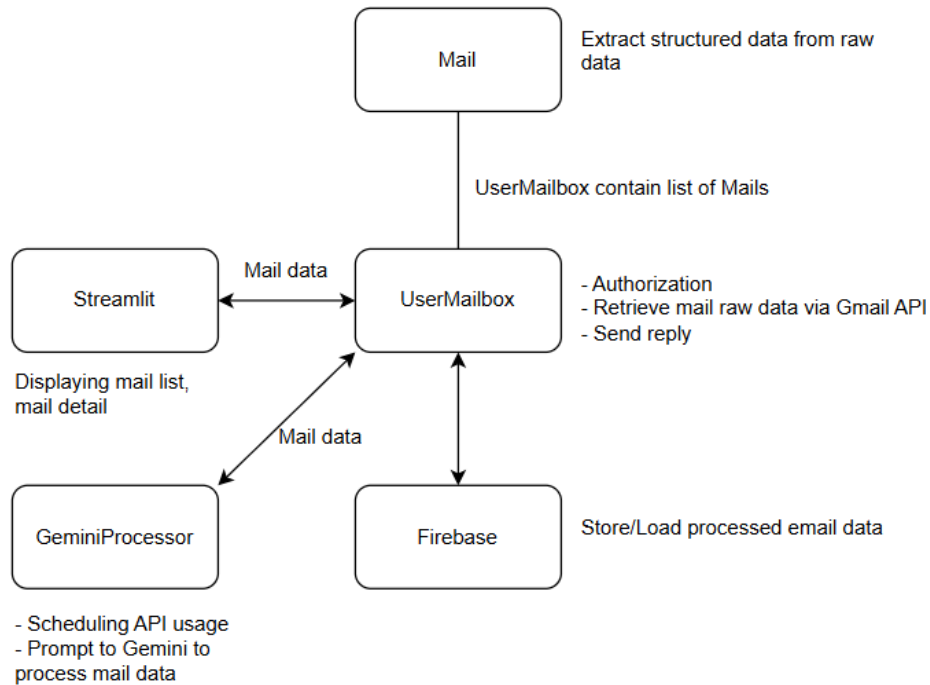 Mail
Extract structured data from raw
data
UserMailbox contain list of Mails
Streamlit
Mail data
UserMailbox
- Authorization
- Retrieve mail raw data via Gmail API
- Send reply
Displaying mail list,
mail detail
Mail data
GeminiProcessor
Firebase
Store/Load processed email data
- Scheduling API usage
- Prompt to Gemini to
process mail data